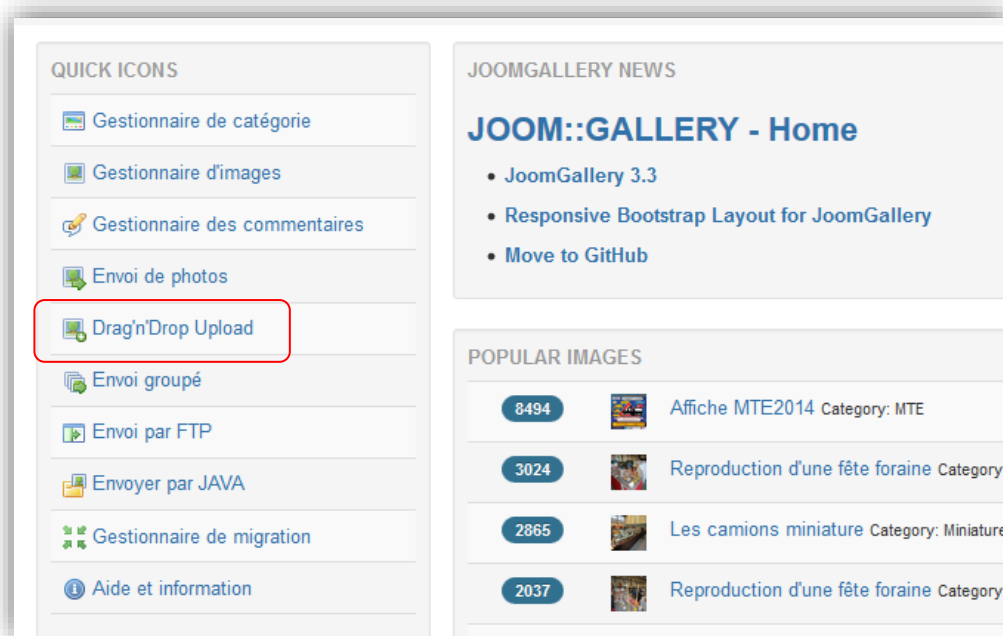 QUICK ICONS
Gestionnaire de catégorie
Gestionnaire d'images
Gestionnaire des commentaires
Envoi de photos
Drag'n'Drop Upload
Envoi groupé
Envoi par FTP
Envoyer par JAVA
Gestionnaire de migration
Aide et information
JOOMGALLERY NEWS
JOOM::GALLERY - Home
JoomGallery 3.3
Responsive Bootstrap Layout for JoomGallery
Move to GitHub
POPULAR IMAGES
8494 Affiche MTE2014 Category: MTE
3024 Reproduction d'une fête foraine Category
2865 Les camions miniature Category: Miniature
2037 Reproduction d'une fête foraine Category